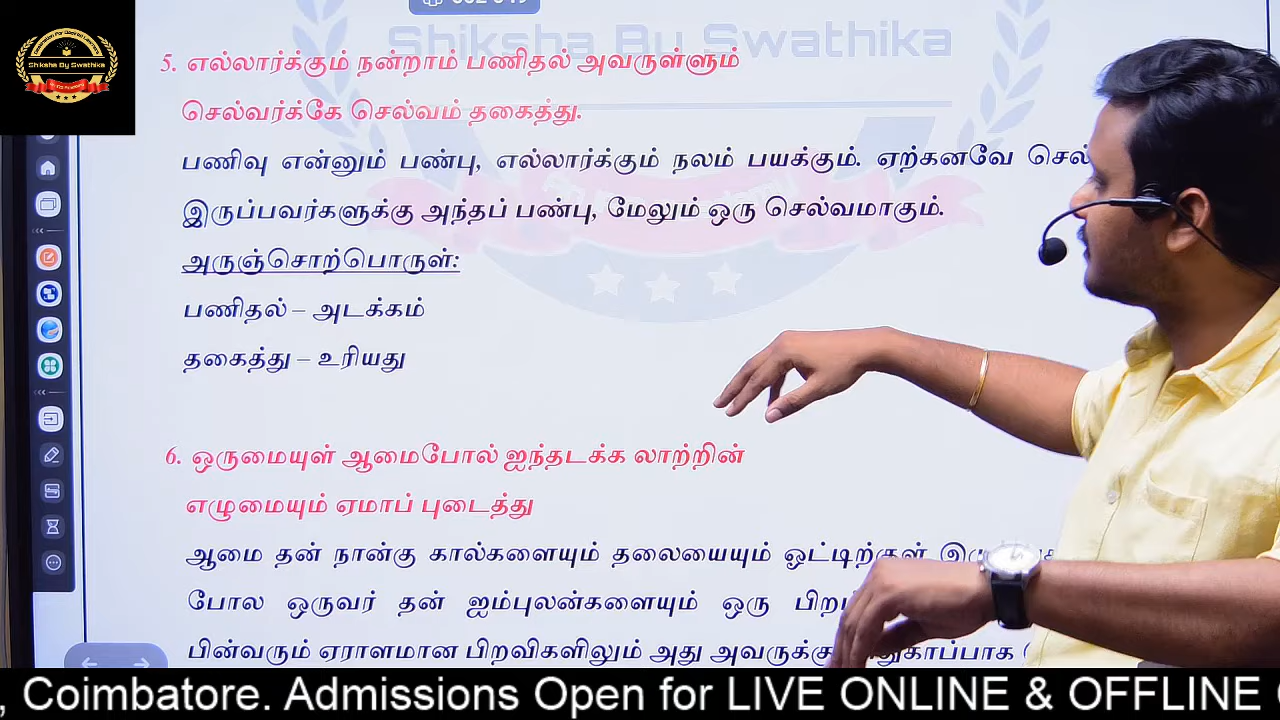 Shiksha By Swathika
Shiksha By Swathika
5. எல்லார்க்கும் நன்றாம் பணிதல் அவருள்ளும்
செல்வர்க்கே செல்வம் தகைத்து.
பணிவு என்னும் பண்பு, எல்லார்க்கும் நலம் பயக்கும். ஏற்கனவே
இருப்பவர்களுக்கு அந்தப் பண்பு, மேலும் ஒரு செல்வமாகும்.
அருஞ்சொற்பொருள்:
பணிதல் – அடக்கம்
தகைத்து – உரியது
6. ஒருமையுள் ஆமைபோல் ஐந்தடக்க லாற்றின்
எழுமையும் ஏமாப் புடைத்து
ஆமை தன் நான்கு கால்களையும் தலையையும் ஓட்டிற்குள்
போல ஒருவர் தன் ஐம்புலன்களையும் ஒரு
பின்வரும் ஏராளமான பிறவிகளிலும் அது அவருக்கு
, Coimbatore. Admissions Open for LIVE ONLINE & OFFLINE